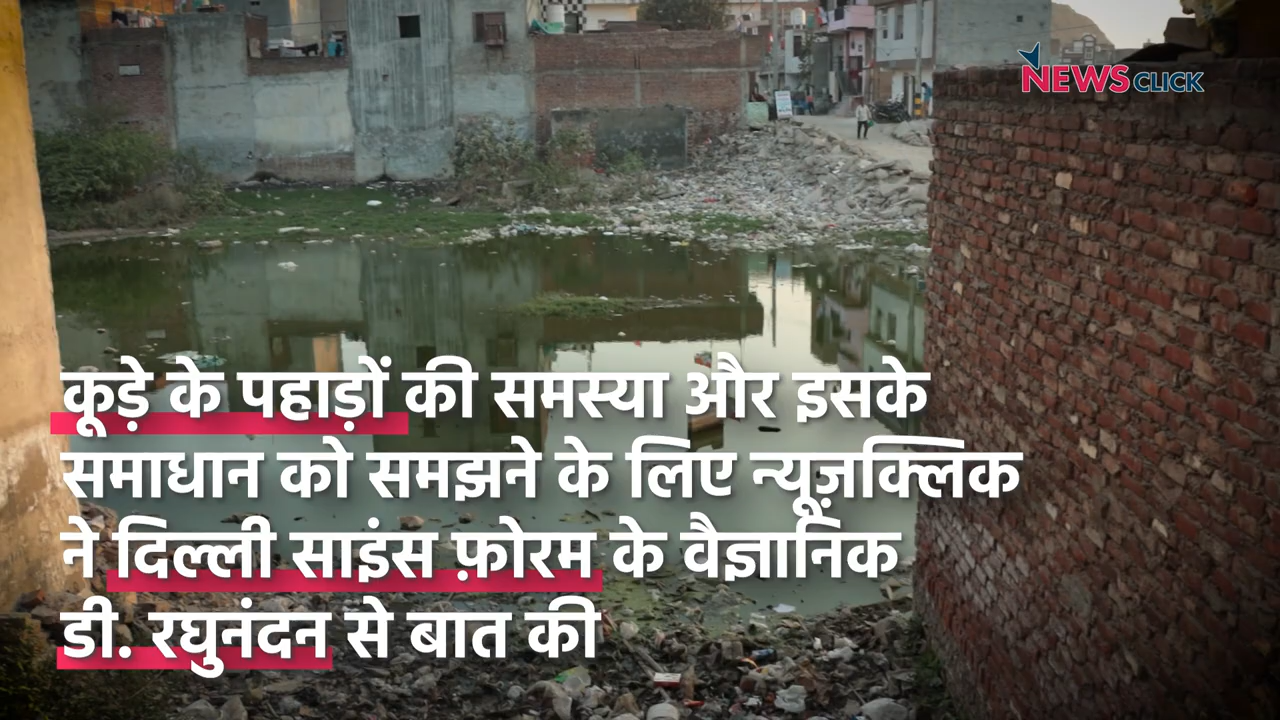 NEWSCLICK
कूड़े के पहाड़ों की समस्या और इसके
समाधान को समझने के लिए न्यूज़क्लिक
ने दिल्ली साइंस फ़ोरम के वैज्ञानिक
डी. रघुनंदन से बात की